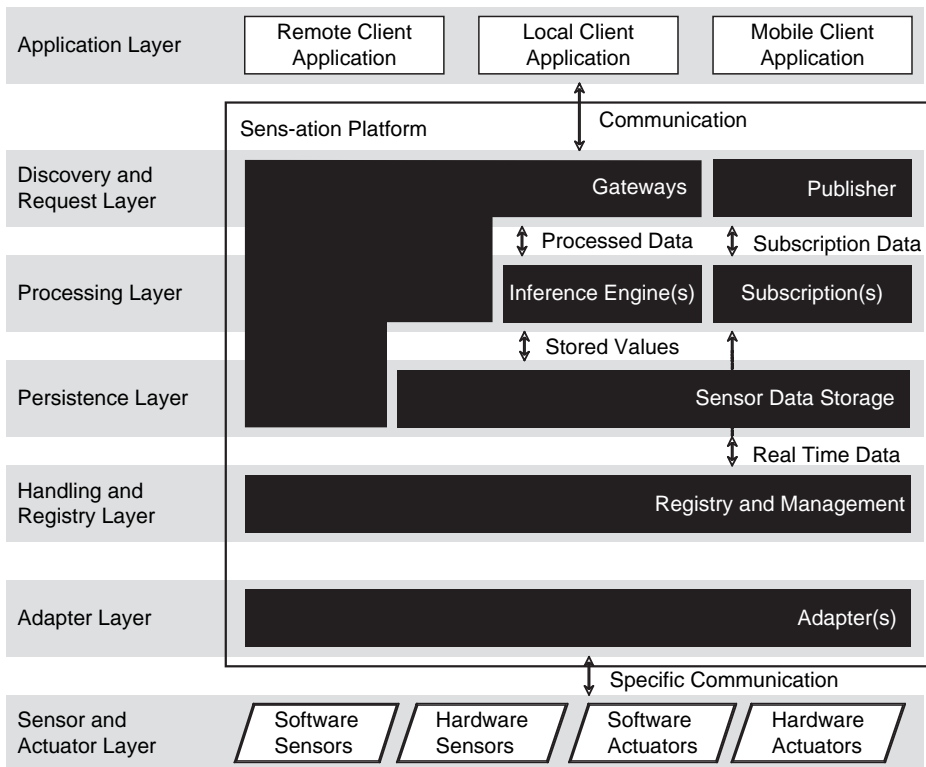 Application Layer
Remote Client
Application
Local Client
Application
Mobile Client
Application
Communication
Sens-ation Platform
Discovery and
Request Layer
Gateways
Publisher
Processed Data
Subscription Data
Processing Layer
Inference Engine(s)
Subscription(s)
Stored Values
Persistence Layer
Sensor Data Storage
Real Time Data
Handling and
Registry Layer
Registry and Management
Adapter Layer
Adapter(s)
Specific Communication
Sensor and
Actuator Layer
Software
Sensors
Hardware
Sensors
Software
Actuators
Hardware
Actuators